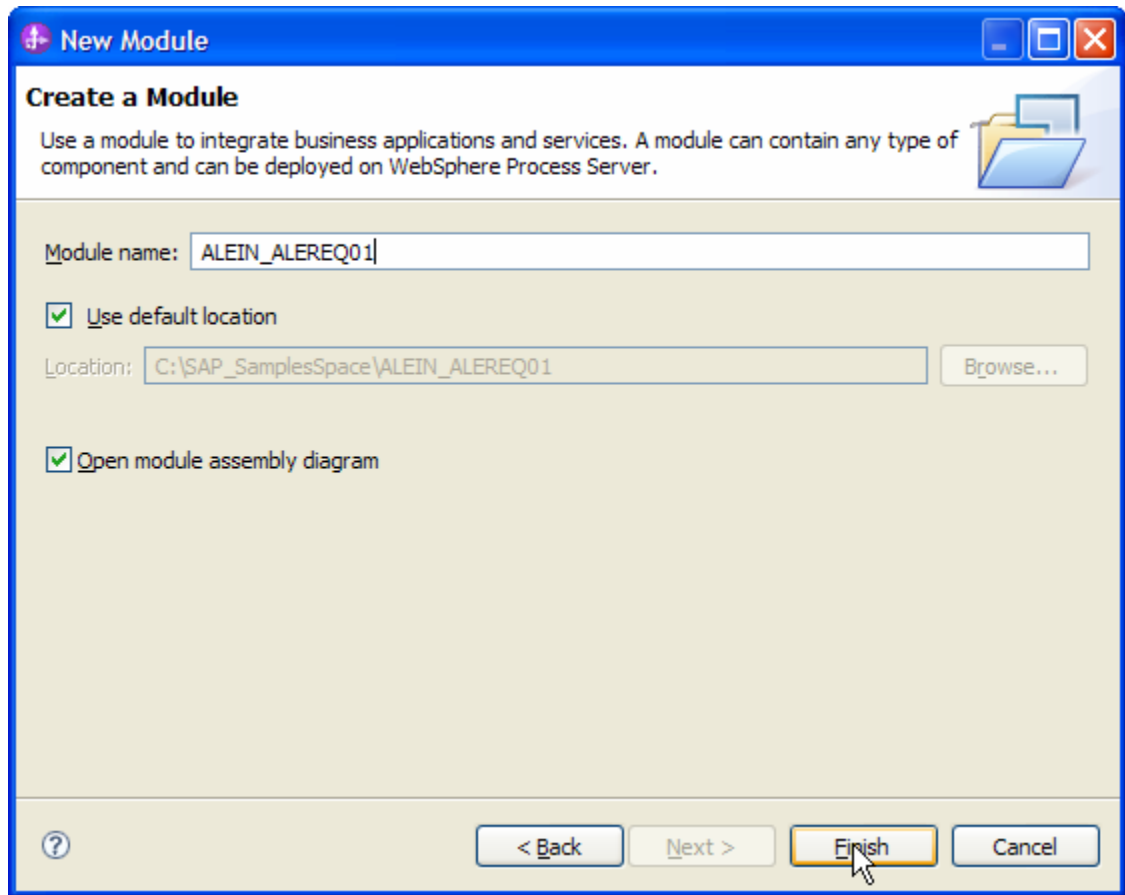 New Module
Create a Module
Use a module to integrate business applications and services. A module can contain any type of
component and can be deployed on WebSphere Process Server.
Module name: ALEIN_ALEREQ01
Use default location
Location: C:\SAP_SamplesSpace\ALEIN_ALEREQ01 Browse...
Open module assembly diagram
? < Back Next > Finish Cancel